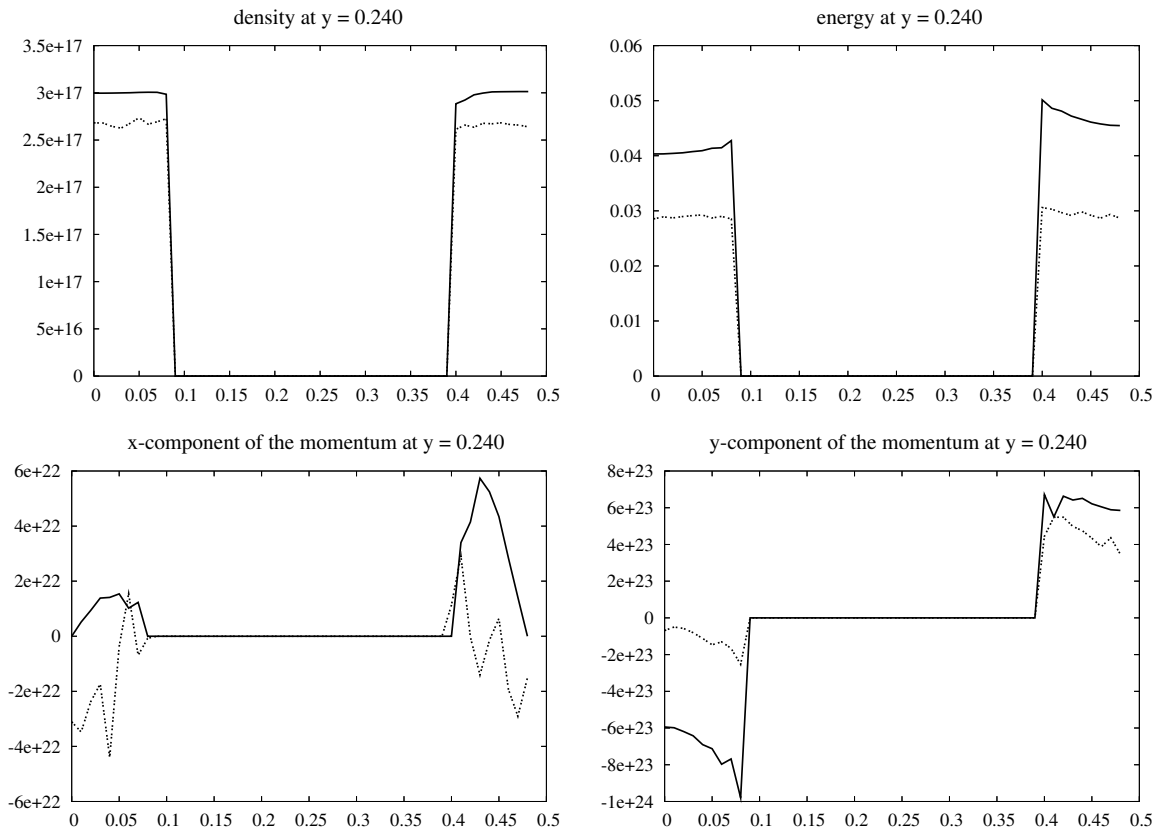 density at y = 0.240
3.5e+17
3e+17
2.5e+17
2e+17
1.5e+17
1e+17
5e+16
0
0 0.05 0.1 0.15 0.2 0.25 0.3 0.35 0.4 0.45 0.5
energy at y = 0.240
0.06
0.05
0.04
0.03
0.02
0.01
0
0 0.05 0.1 0.15 0.2 0.25 0.3 0.35 0.4 0.45 0.5
x-component of the momentum at y = 0.240
6e+22
4e+22
2e+22
0
-2e+22
-4e+22
-6e+22
0 0.05 0.1 0.15 0.2 0.25 0.3 0.35 0.4 0.45 0.5
y-component of the momentum at y = 0.240
8e+23
6e+23
4e+23
2e+23
0
-2e+23
-4e+23
-6e+23
-8e+23
-1e+24
0 0.05 0.1 0.15 0.2 0.25 0.3 0.35 0.4 0.45 0.5